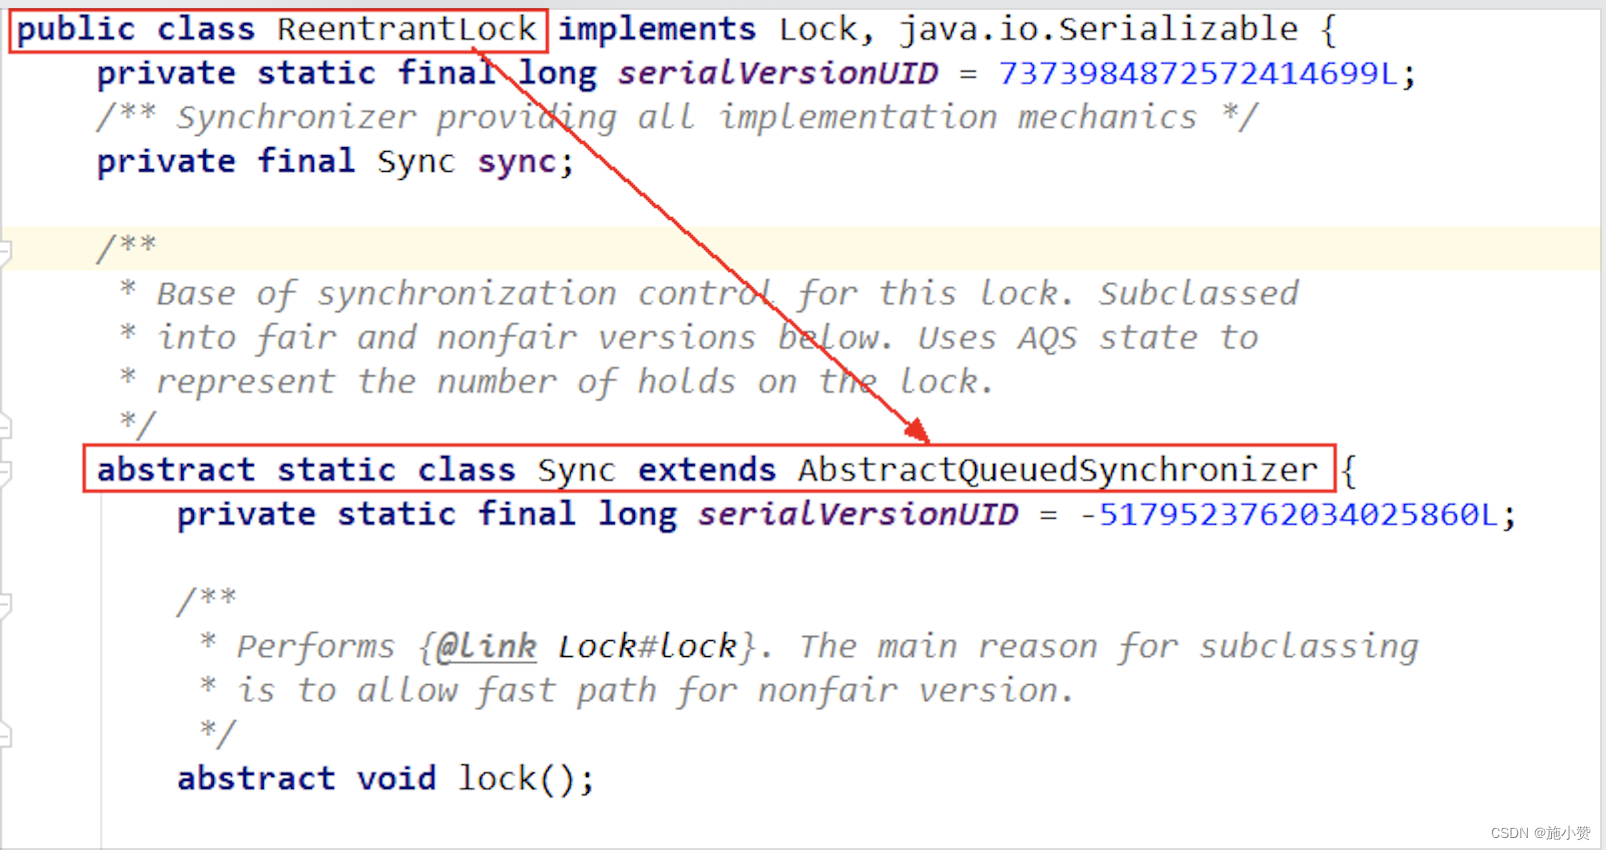 public class ReentrantLock implements Lock, java.io.Serializable {
    private static final long serialVersionUID = 7373984872572414699L;
    /** Synchronizer providing all implementation mechanics */
    private final Sync sync;

    /**
     * Base of synchronization control for this lock. Subclassed
     * into fair and nonfair versions below. Uses AQS state to
     * represent the number of holds on the lock.
     */
    abstract static class Sync extends AbstractQueuedSynchronizer {
        private static final long serialVersionUID = -5179523762034025860L;

        /**
         * Performs {@link Lock#lock}. The main reason for subclassing
         * is to allow fast path for nonfair version.
         */
        abstract void lock();
CSDN @施小赞